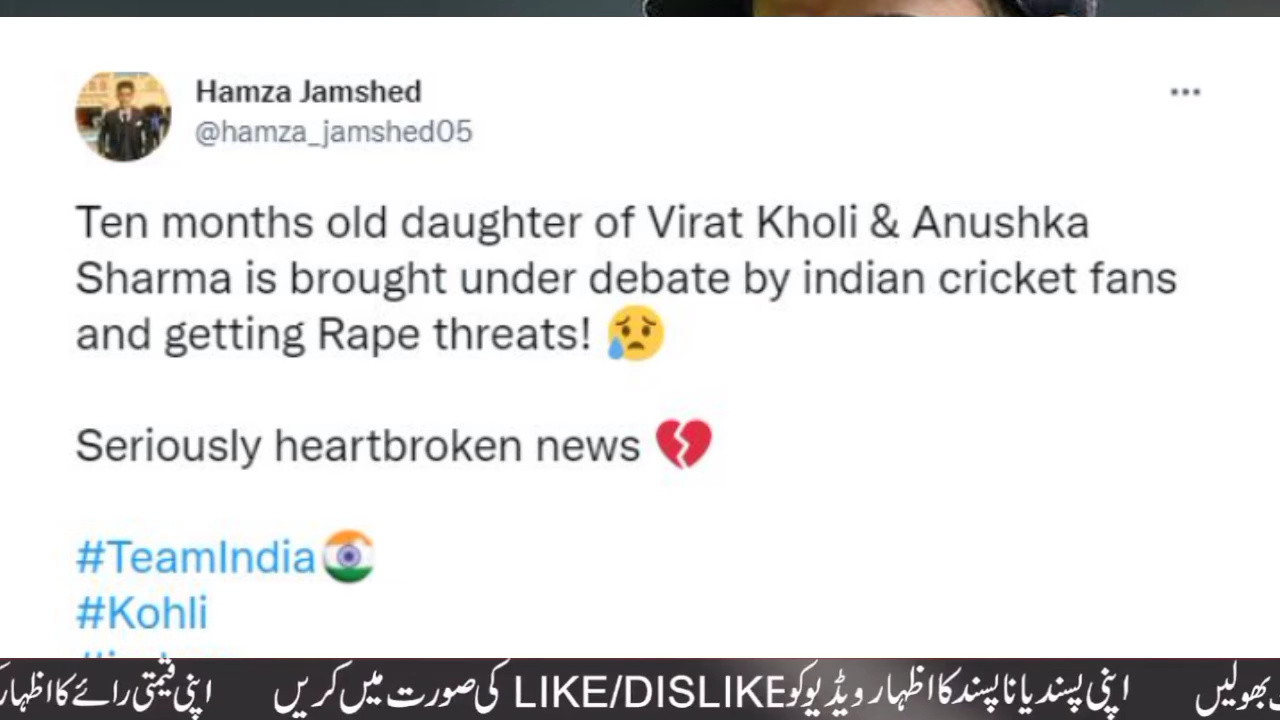 Hamza Jamshed
@hamza_jamshed05
Ten months old daughter of Virat Kholi & Anushka
Sharma is brought under debate by indian cricket fans
and getting Rape threats! 😥
Seriously heartbroken news 💔
#TeamIndia
#Kohli
بھولیں اپنی پسند یا ناپسند کا اظہار ویڈیو کو LIKE/DISLIKE کی صورت میں کریں اپنی قیمتی رائے کا اظہار